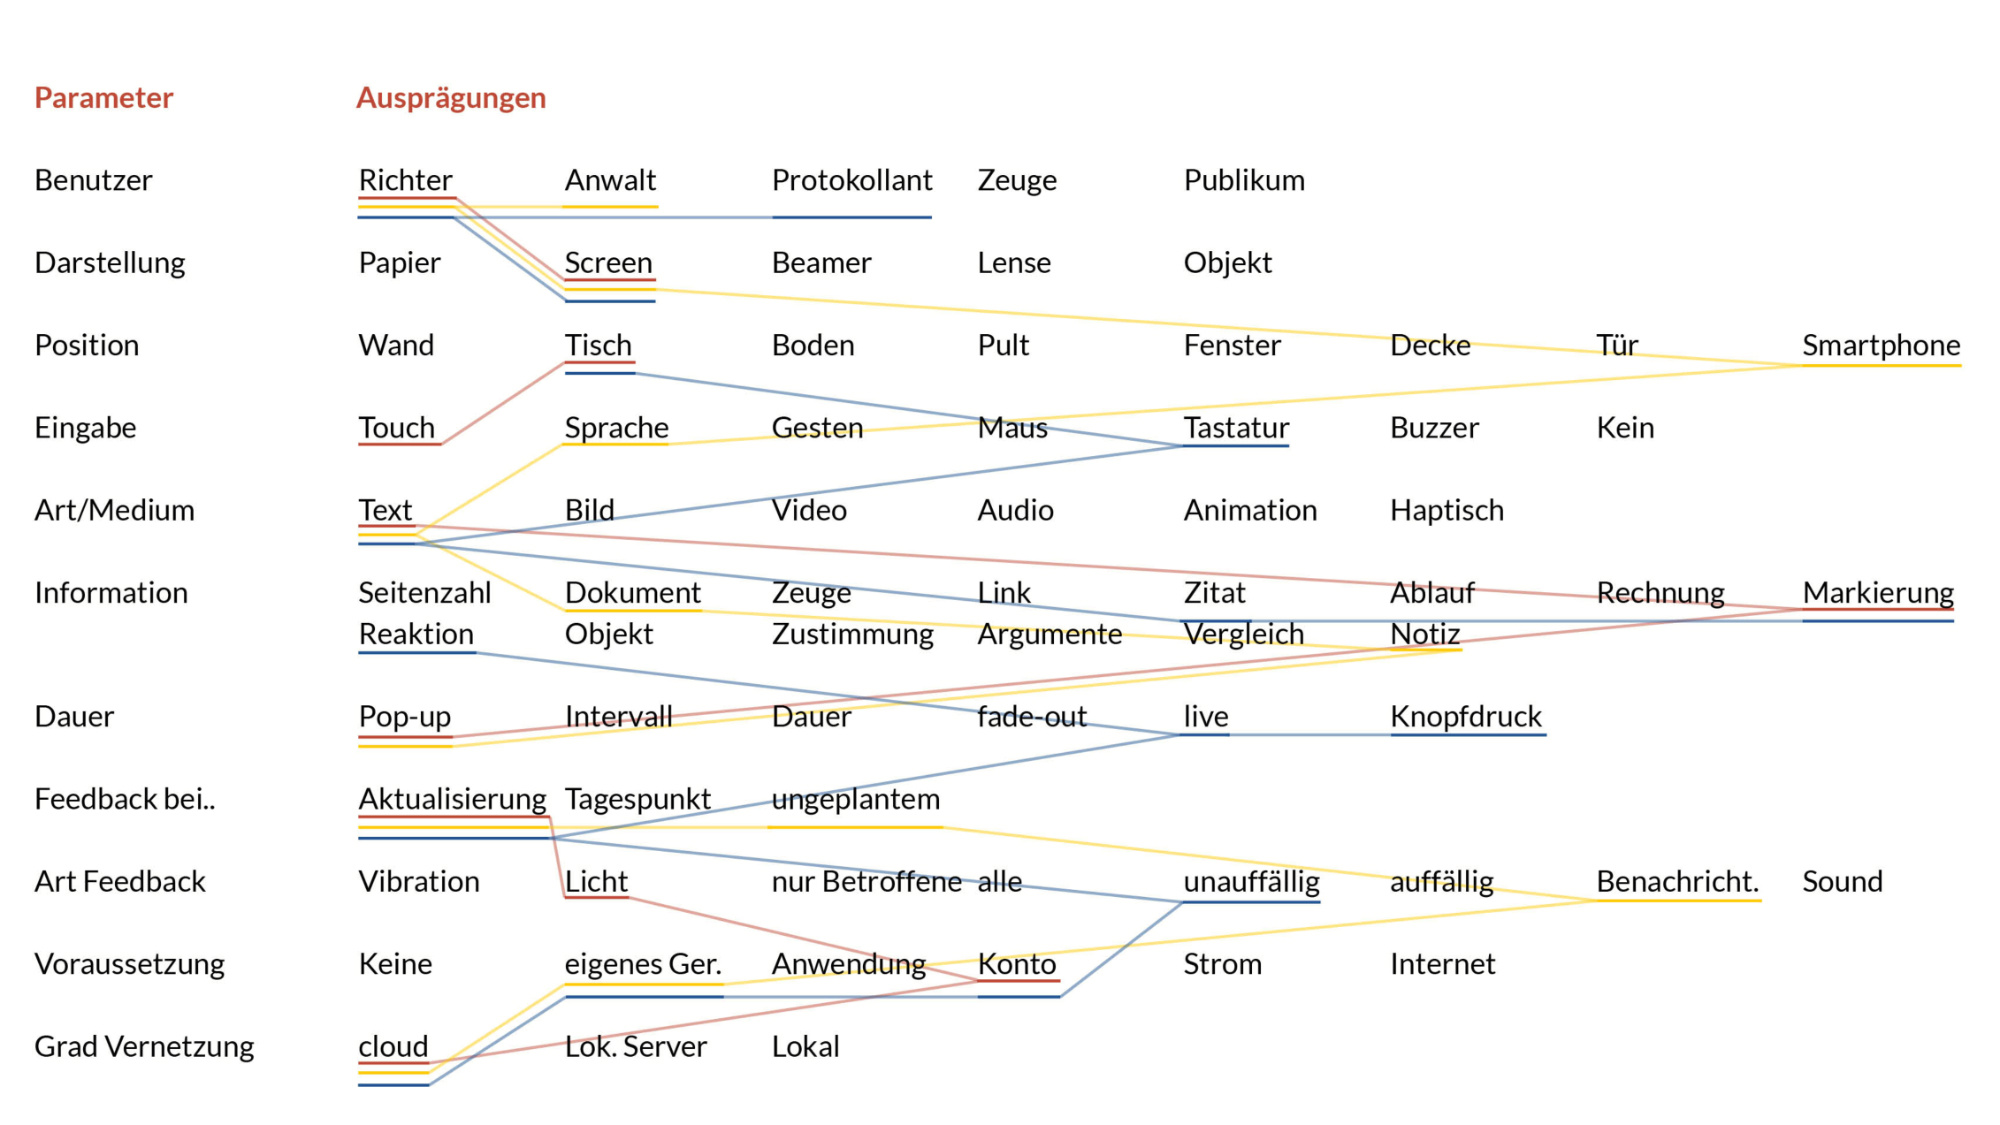 Parameter Ausprägungen
Benutzer Richter Anwalt Protokollant Zeuge Publikum
Darstellung Papier Screen Beamer Lense Objekt
Position Wand Tisch Boden Pult Fenster Decke Tür Smartphone
Eingabe Touch Sprache Gesten Maus Tastatur Buzzer Kein
Art/Medium Text Bild Video Audio Animation Haptisch
Information Seitenzahl Dokument Zeuge Link Zitat Ablauf Rechnung Markierung
Reaktion Objekt Zustimmung Argumente Vergleich Notiz
Dauer Pop-up Intervall Dauer fade-out live Knopfdruck
Feedback bei.. Aktualisierung Tagespunkt ungeplantem
Art Feedback Vibration Licht nur Betroffene alle unauffällig auffällig Benachricht. Sound
Voraussetzung Keine eigenes Ger. Anwendung Konto Strom Internet
Grad Vernetzung cloud Lok. Server Lokal